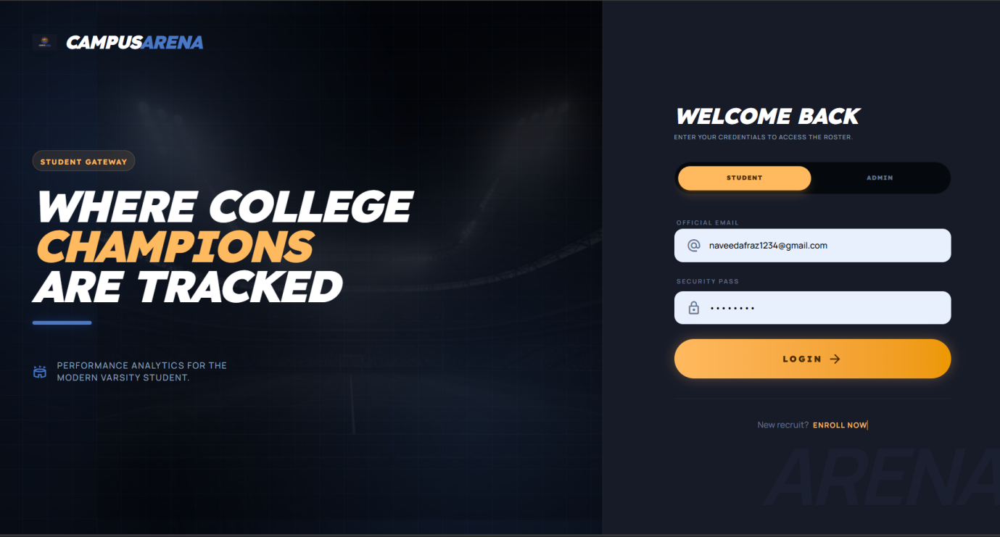 CAMPUSARENA
STUDENT GATEWAY
WHERE COLLEGE
CHAMPIONS
ARE TRACKED
PERFORMANCE ANALYTICS FOR THE
MODERN VARSITY STUDENT.
WELCOME BACK
ENTER YOUR CREDENTIALS TO ACCESS THE ROSTER.
STUDENT ADMIN
OFFICIAL EMAIL
naveedafraz1234@gmail.com
SECURITY PASS
••••••••
LOGIN →
New recruit? ENROLL NOW
ARENA